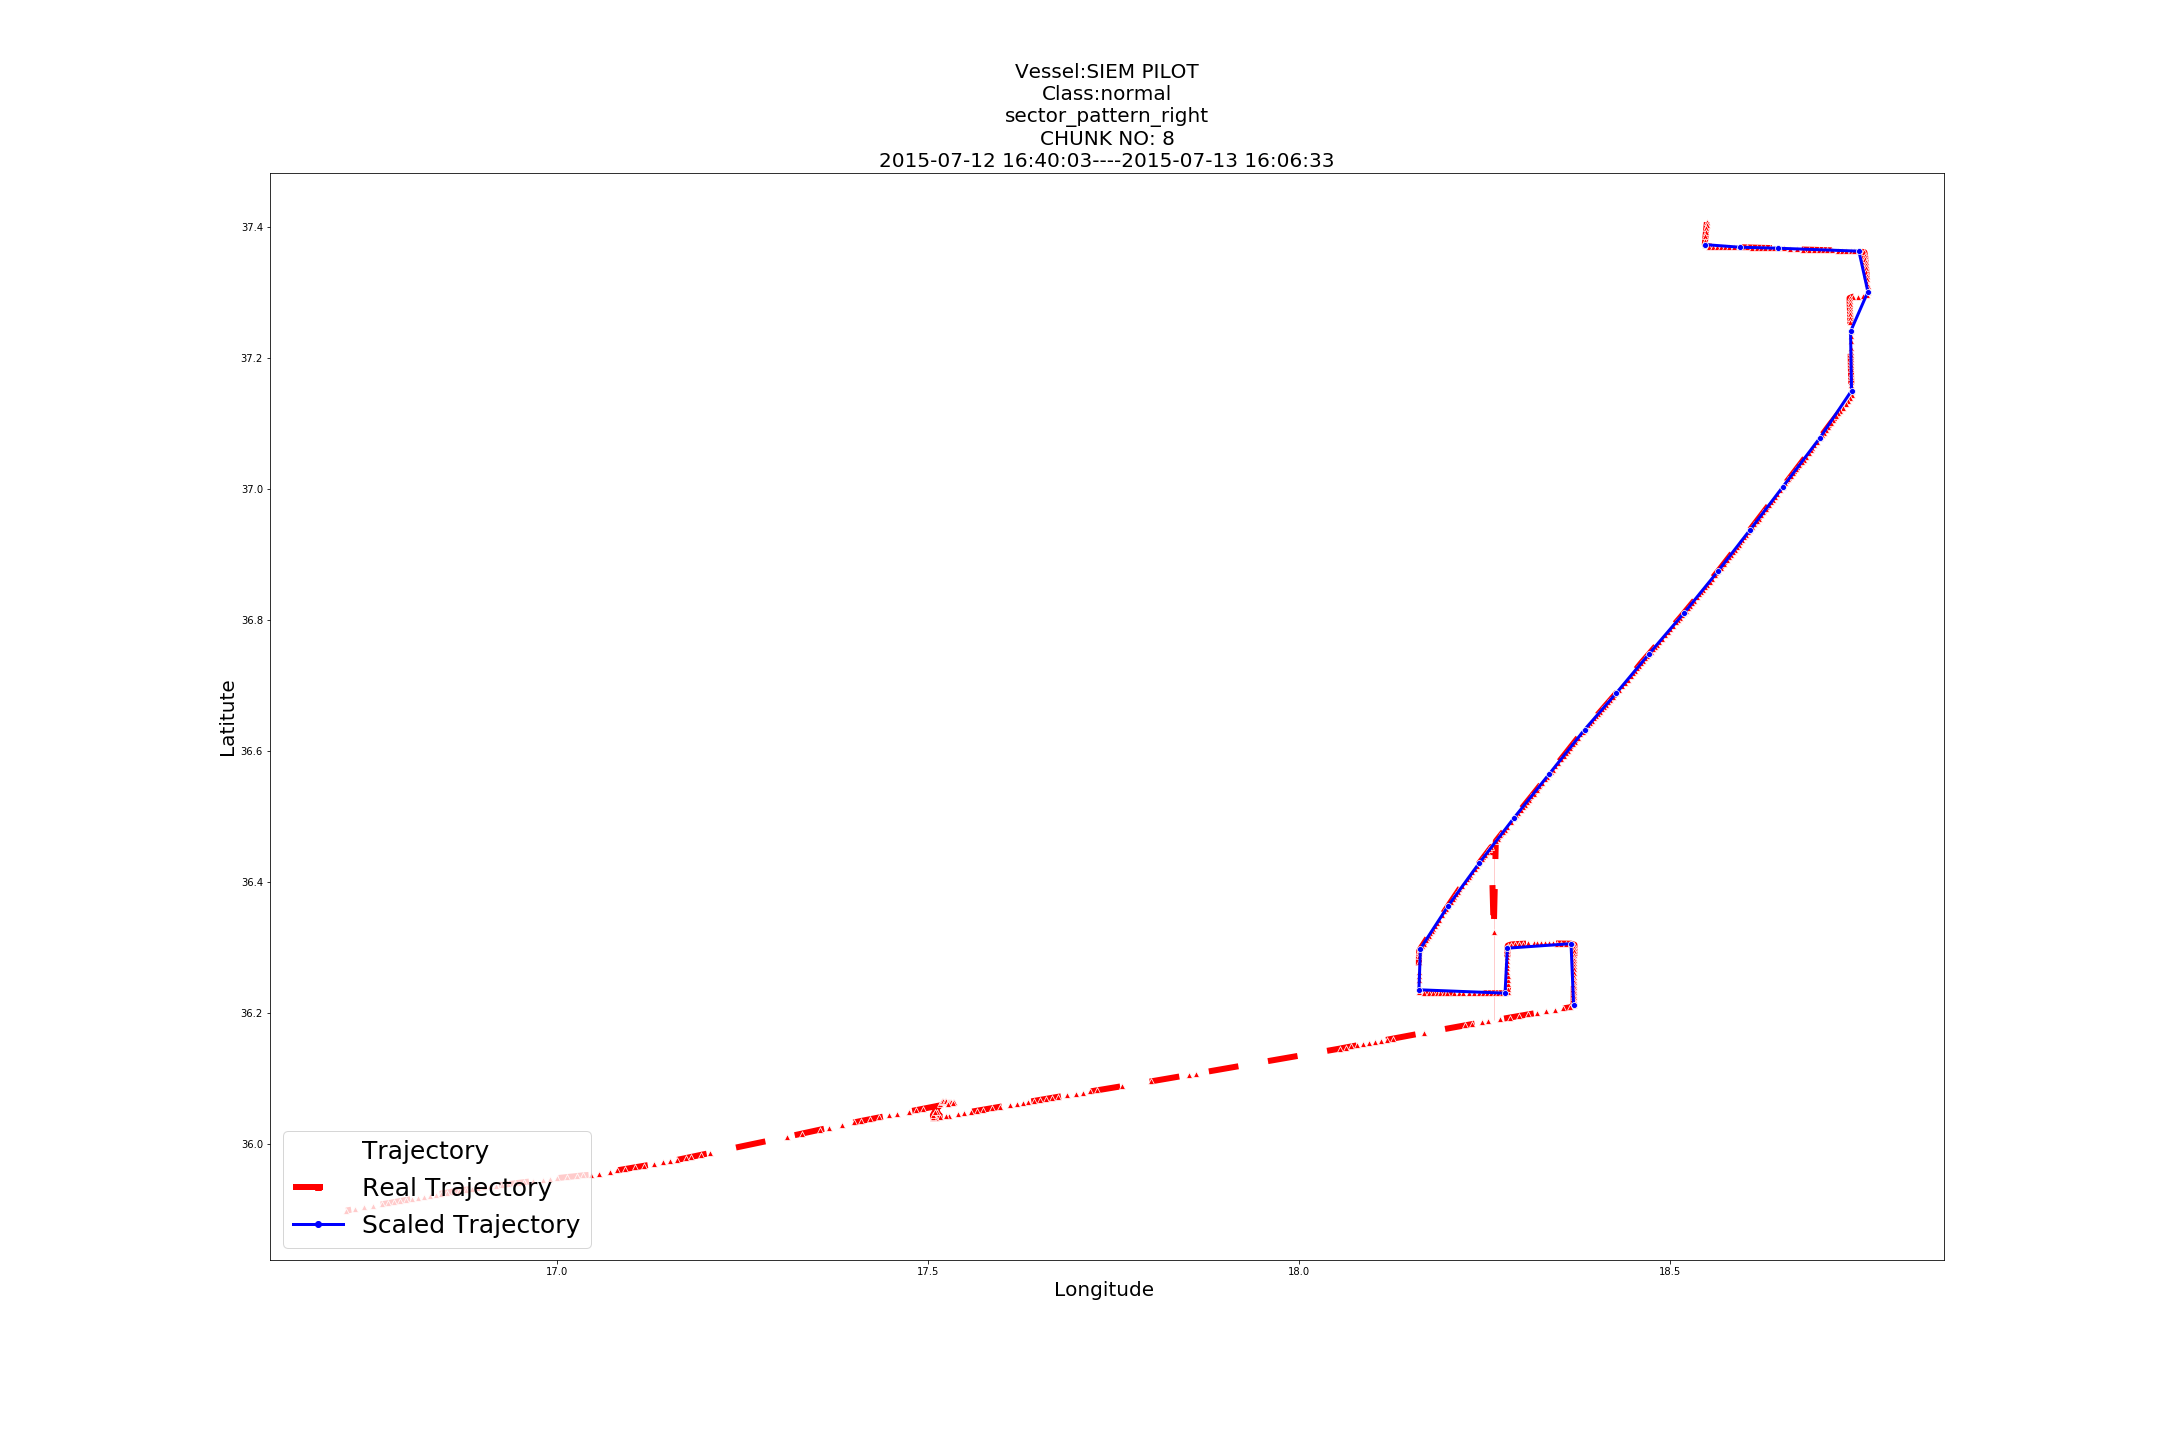 Vessel:SIEM PILOT
Class:normal
sector_pattern_right
CHUNK NO: 8
2015-07-12 16:40:03----2015-07-13 16:06:33
37.4
37.2
37.0
36.8
36.6
36.4
36.2
36.0
Latitute
Trajectory
Real Trajectory
Scaled Trajectory
17.0
17.5
18.0
18.5
Longitude